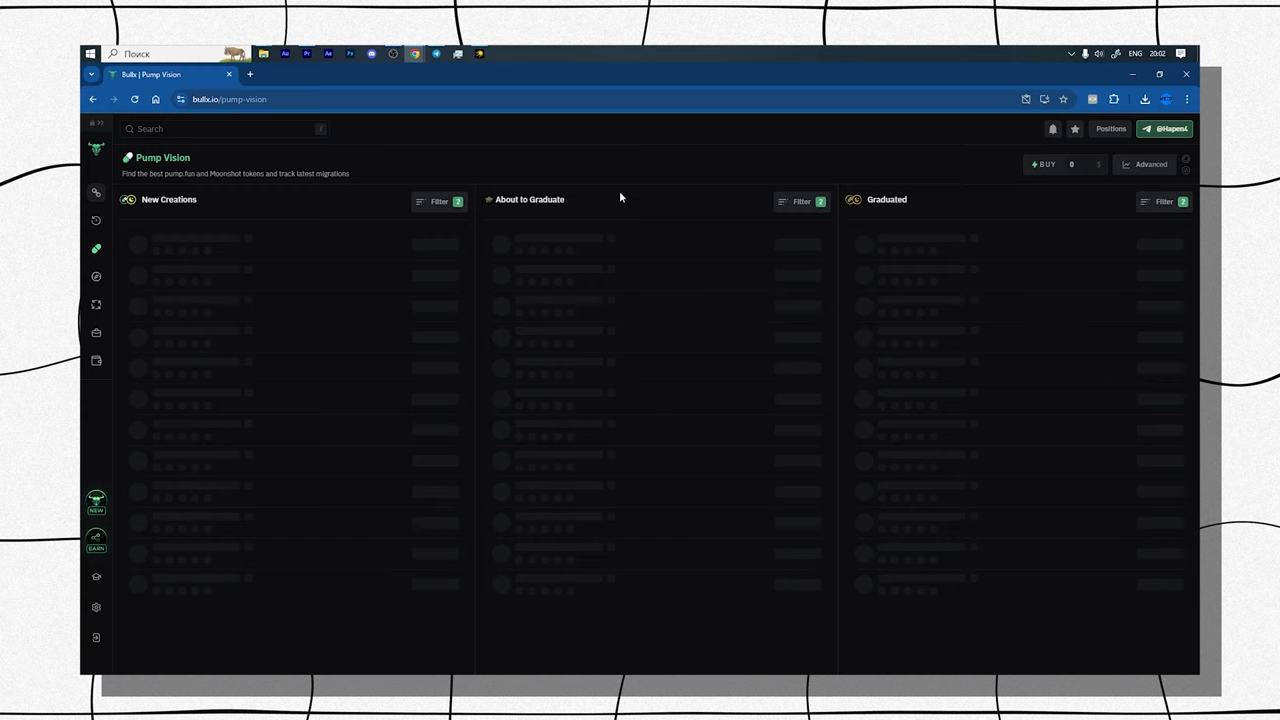 Поиск
ENG 20:02
Bullx | Pump Vision
bullx.io/pump-vision
Search /
Positions @Hapen4
Pump Vision
Find the best pump.fun and Moonshot tokens and track latest migrations
BUY 0 $ Advanced
New Creations Filter 2
About to Graduate Filter 2
Graduated Filter 2
NEW
EARN